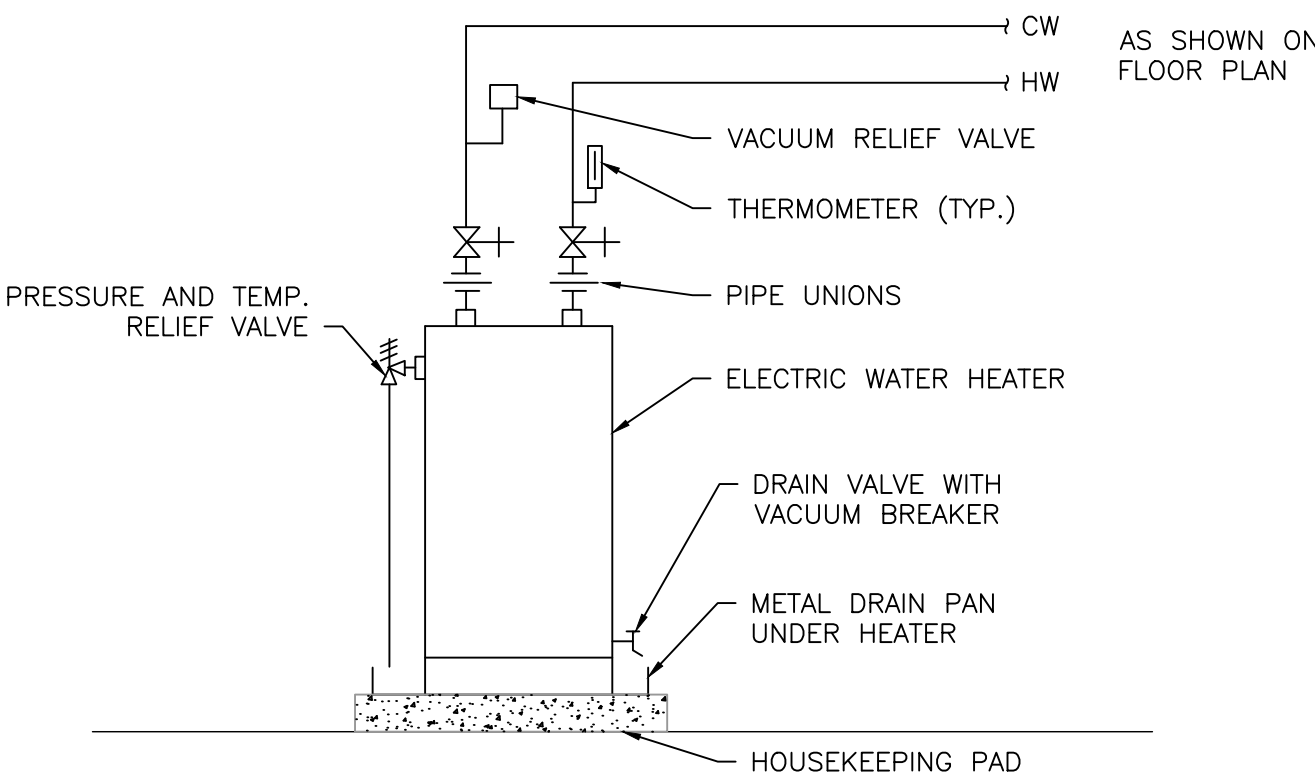 CW
AS SHOWN ON
FLOOR PLAN
HW
VACUUM RELIEF VALVE
THERMOMETER (TYP.)
PRESSURE AND TEMP.
RELIEF VALVE
PIPE UNIONS
ELECTRIC WATER HEATER
DRAIN VALVE WITH
VACUUM BREAKER
METAL DRAIN PAN
UNDER HEATER
HOUSEKEEPING PAD